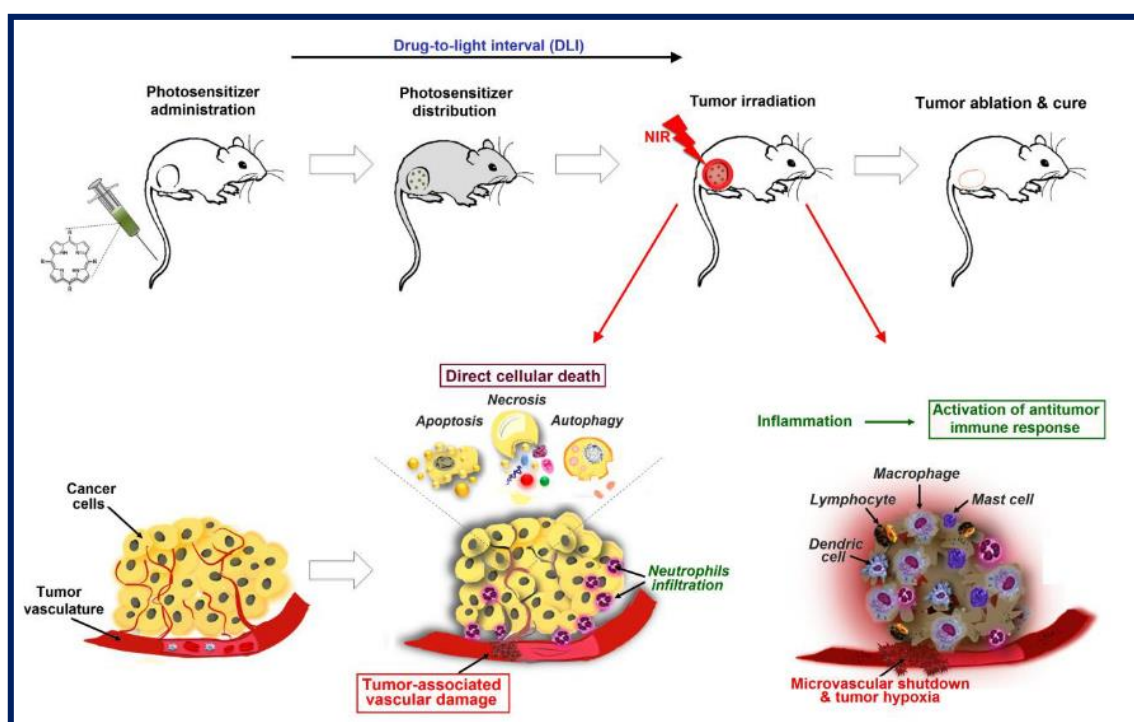 Drug-to-light interval (DLI)
Photosensitizer
administration
Photosensitizer
distribution
Tumor irradiation
Tumor ablation & cure
NIR
Direct cellular death
Necrosis
Apoptosis
Autophagy
Inflammation
Activation of antitumor
immune response
Cancer
cells
Tumor
vasculature
Neutrophils
infiltration
Tumor-associated
vascular damage
Macrophage
Lymphocyte
Mast cell
Dendric
cell
Microvascular shutdown
& tumor hypoxia